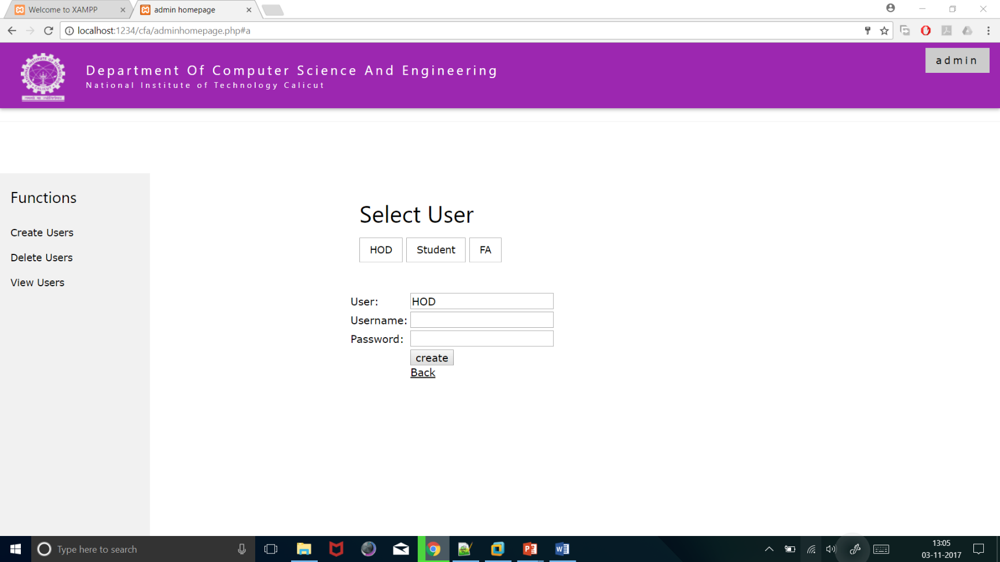 Welcome to XAMPP
admin homepage
localhost:1234/cfa/adminhomepage.php#a
admin
Department Of Computer Science And Engineering
National Institute of Technology Calicut
Functions
Create Users
Delete Users
View Users
Select User
HOD Student FA
User: HOD
Username:
Password:
create
Back
Type here to search
13:05
03-11-2017